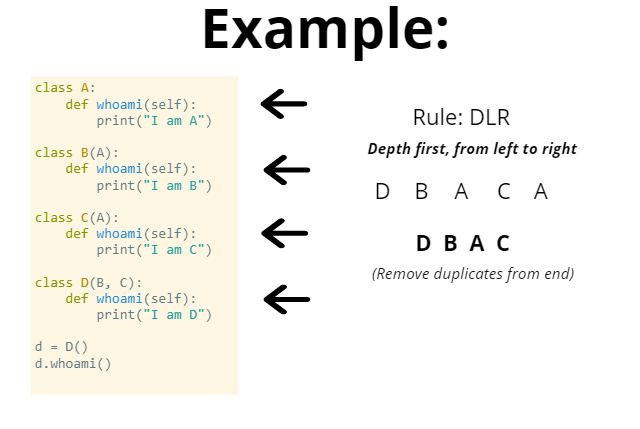 Example:
class A:
    def whoami(self):
        print("I am A")
class B(A):
    def whoami(self):
        print("I am B")
class C(A):
    def whoami(self):
        print("I am C")
class D(B, C):
    def whoami(self):
        print("I am D")
d = D()
d.whoami()
Rule: DLR
Depth first, from left to right
D B A C A
D B A C
(Remove duplicates from end)